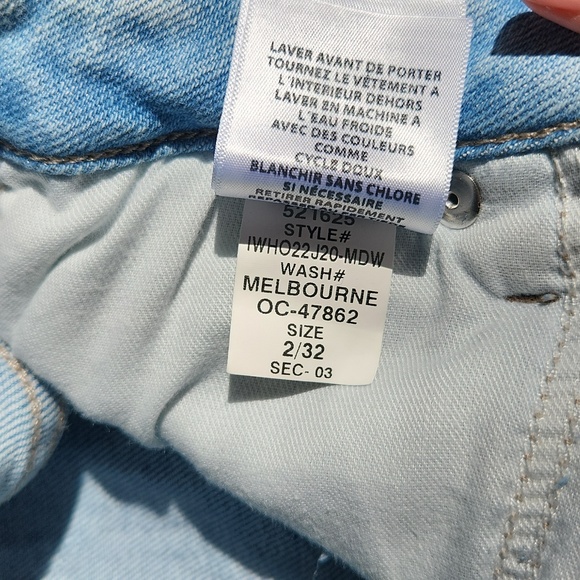 LAVER AVANT DE PORTER
TOURNEZ LE VÊTEMENT A
L'INTERIEUR DEHORS
LAVER EN MACHINE A
L'EAU FROIDE
AVEC DES COULEURS
COMME
CYCLE DOUX
BLANCHIR SANS CHLORE
SI NÉCESSAIRE
RETIRER RAPIDEMENT
521625
STYLE#
IWHO22J20-MDW
WASH#
MELBOURNE
OC-47862
SIZE
2/32
SEC- 03